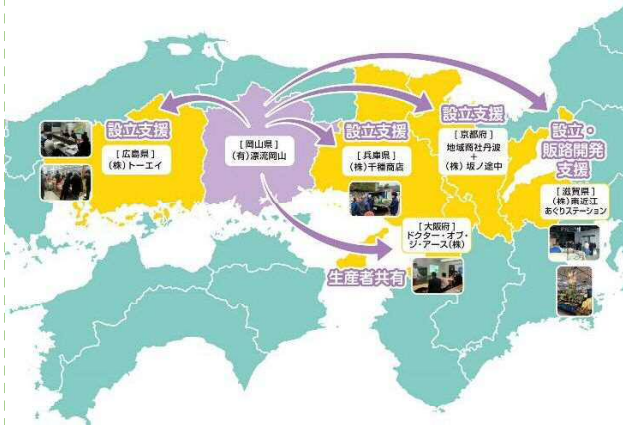 設立支援
[広島県]
(株)トーエイ
[岡山県]
(有)漂流岡山
設立支援
[兵庫県]
(株)千種商店
設立支援
[京都府]
地域商社丹波
+
(株)坂ノ途中
設立・
販路開発
支援
[滋賀県]
(株)東近江
あぐりステーション
[大阪府]
ドクター・オブ・
ジ・アース(株)
生産者共有